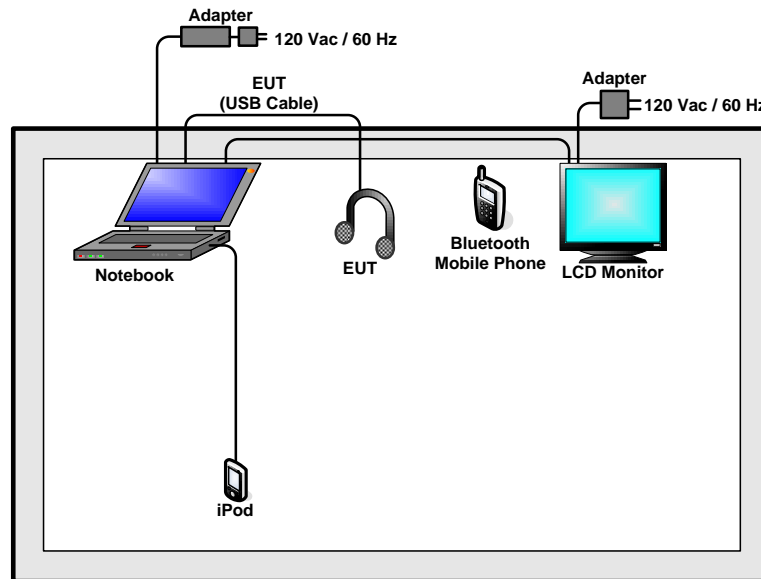 Adapter
120 Vac / 60 Hz
EUT
(USB Cable)
Adapter
120 Vac / 60 Hz
Notebook
EUT
Bluetooth
Mobile Phone
LCD Monitor
iPod